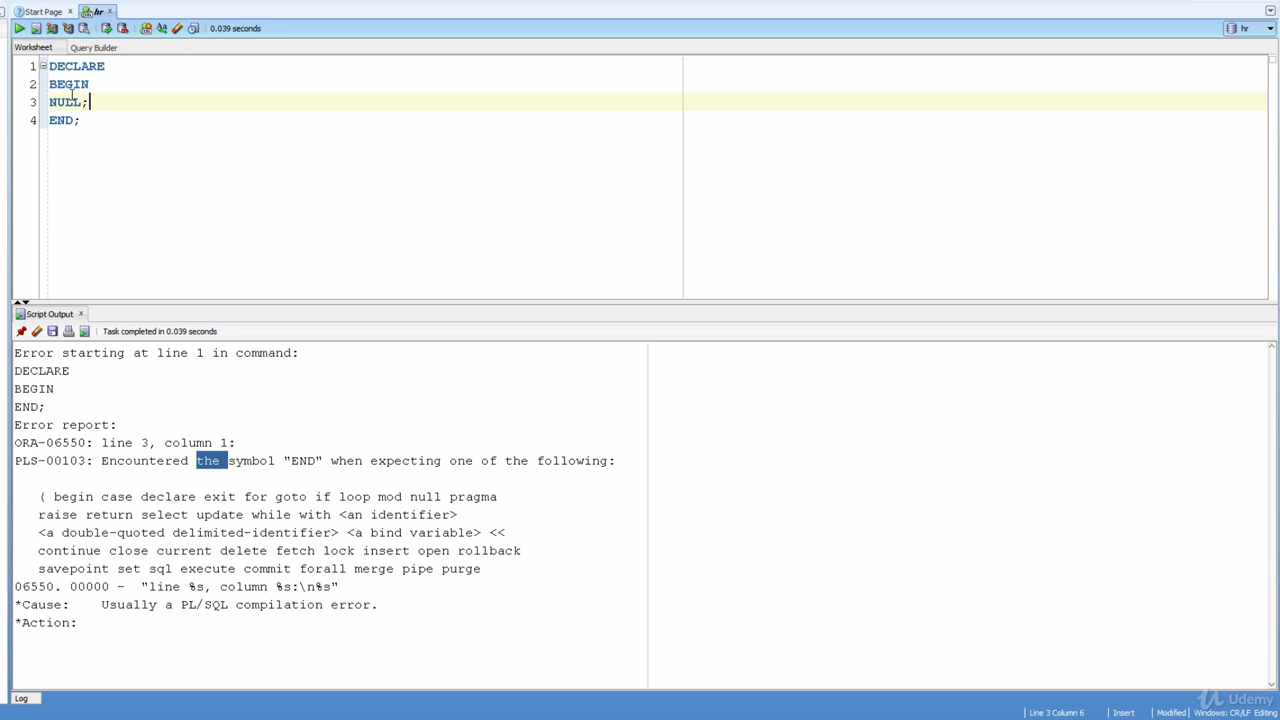 Start Page
hr
0.039 seconds
hr
Worksheet
Query Builder
1 DECLARE
2 BEGIN
3 NULL;
4 END;
Script Output
Task completed in 0.039 seconds
Error starting at line 1 in command:
DECLARE
BEGIN
END;
Error report:
ORA-06550: line 3, column 1:
PLS-00103: Encountered the symbol "END" when expecting one of the following:
( begin case declare exit for goto if loop mod null pragma
raise return select update while with <an identifier>
<a double-quoted delimited-identifier> <a bind variable> <<
continue close current delete fetch lock insert open rollback
savepoint set sql execute commit forall merge pipe purge
06550. 00000 - "line %s, column %s:\n%s"
*Cause: Usually a PL/SQL compilation error.
*Action:
Log
Udemy
Line 3 Column 6
Insert
Modified
Windows: CR/LF Editing